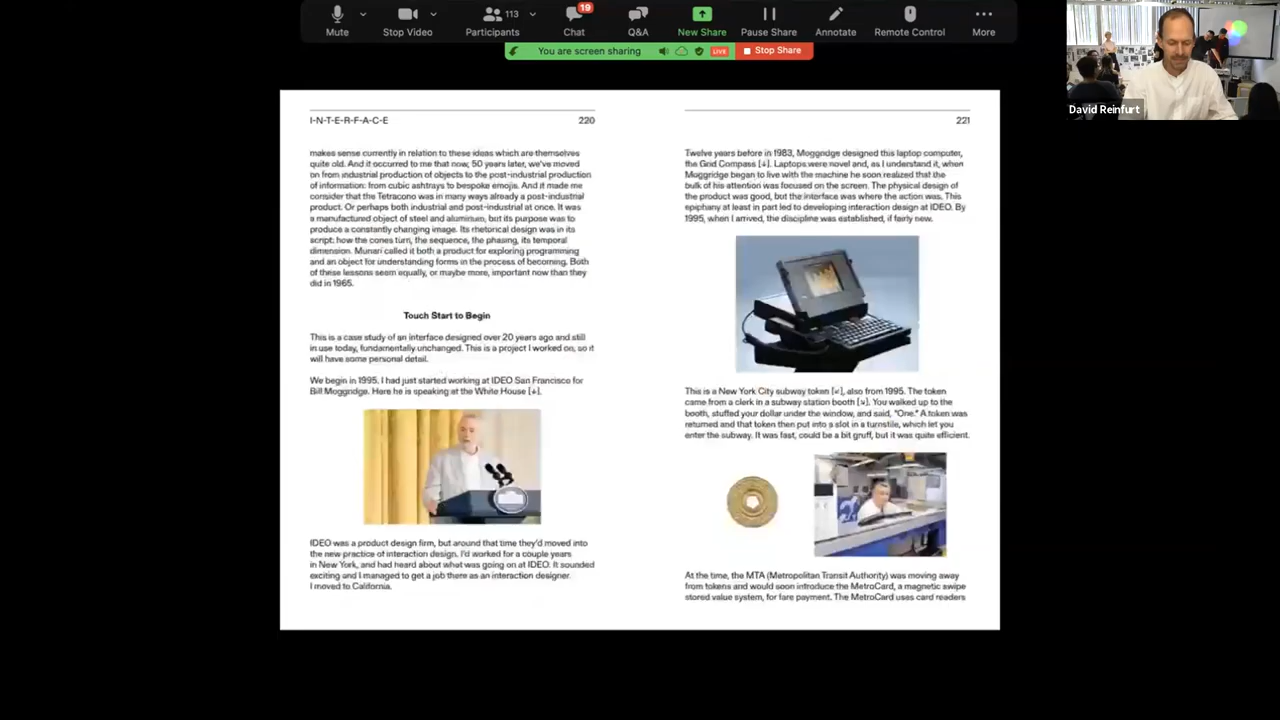 19
113
Mute
Stop Video
Participants
Chat
Q&A
New Share
Pause Share
Annotate
Remote Control
More
You are screen sharing
LIVE
Stop Share
David Reinfurt
I-N-T-E-R-F-A-C-E 220
makes sense currently in relation to these ideas which are themselves
quite old. And it occurred to me that now, 50 years later, we've moved
on from industrial production of objects to the post-industrial production
of information: from cubic ashtrays to bespoke emojis. And it made me
consider that the Tetracono was in many ways already a post-industrial
product. Or perhaps both industrial and post-industrial at once. It was
a manufactured object of steel and aluminum, but its purpose was to
produce a constantly changing image. Its rhetorical design was in its
script: how the cones turn, the sequence, the phasing, its temporal
dimension. Munari called it both a product for exploring programming
and an object for understanding forms in the process of becoming. Both
of these lessons seem equally, or maybe more, important now than they
did in 1965.
Touch Start to Begin
This is a case study of an interface designed over 20 years ago and still
in use today, fundamentally unchanged. This is a project I worked on, so it
will have some personal detail.
We begin in 1995. I had just started working at IDEO San Francisco for
Bill Moggridge. Here he is speaking at the White House [↓].
IDEO was a product design firm, but around that time they'd moved into
the new practice of interaction design. I'd worked for a couple years
in New York, and had heard about what was going on at IDEO. It sounded
exciting and I managed to get a job there as an interaction designer.
I moved to California.
221
Twelve years before in 1983, Moggridge designed this laptop computer,
the Grid Compass [↓]. Laptops were novel and, as I understand it, when
Moggridge began to live with the machine he soon realized that the
bulk of his attention was focused on the screen. The physical design of
the product was good, but the interface was where the action was. This
epiphany at least in part led to developing interaction design at IDEO. By
1995, when I arrived, the discipline was established, if fairly new.
This is a New York City subway token [↙], also from 1995. The token
came from a clerk in a subway station booth [↘]. You walked up to the
booth, stuffed your dollar under the window, and said, "One." A token was
returned and that token then put into a slot in a turnstile, which let you
enter the subway. It was fast, could be a bit gruff, but it was quite efficient.
At the time, the MTA (Metropolitan Transit Authority) was moving away
from tokens and would soon introduce the MetroCard, a magnetic swipe
stored value system, for fare payment. The MetroCard uses card readers